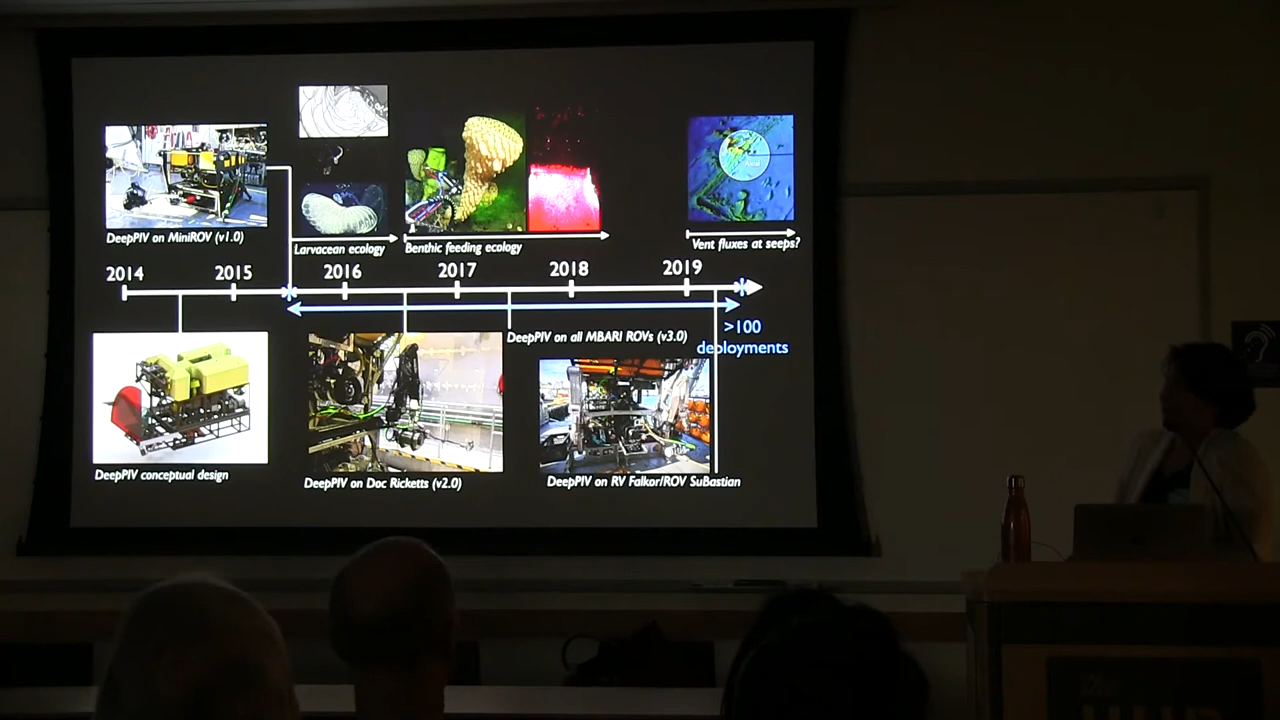 DeepPIV on MiniROV (v1.0)
Larvacean ecology
Benthic feeding ecology
Axial
Vent fluxes at seeps?
2014
2015
2016
2017
2018
2019
DeepPIV on all MBARI ROVs (v3.0)
>100
deployments
DeepPIV conceptual design
DeepPIV on Doc Ricketts (v2.0)
DeepPIV on RV Falkor/ROV SuBastian